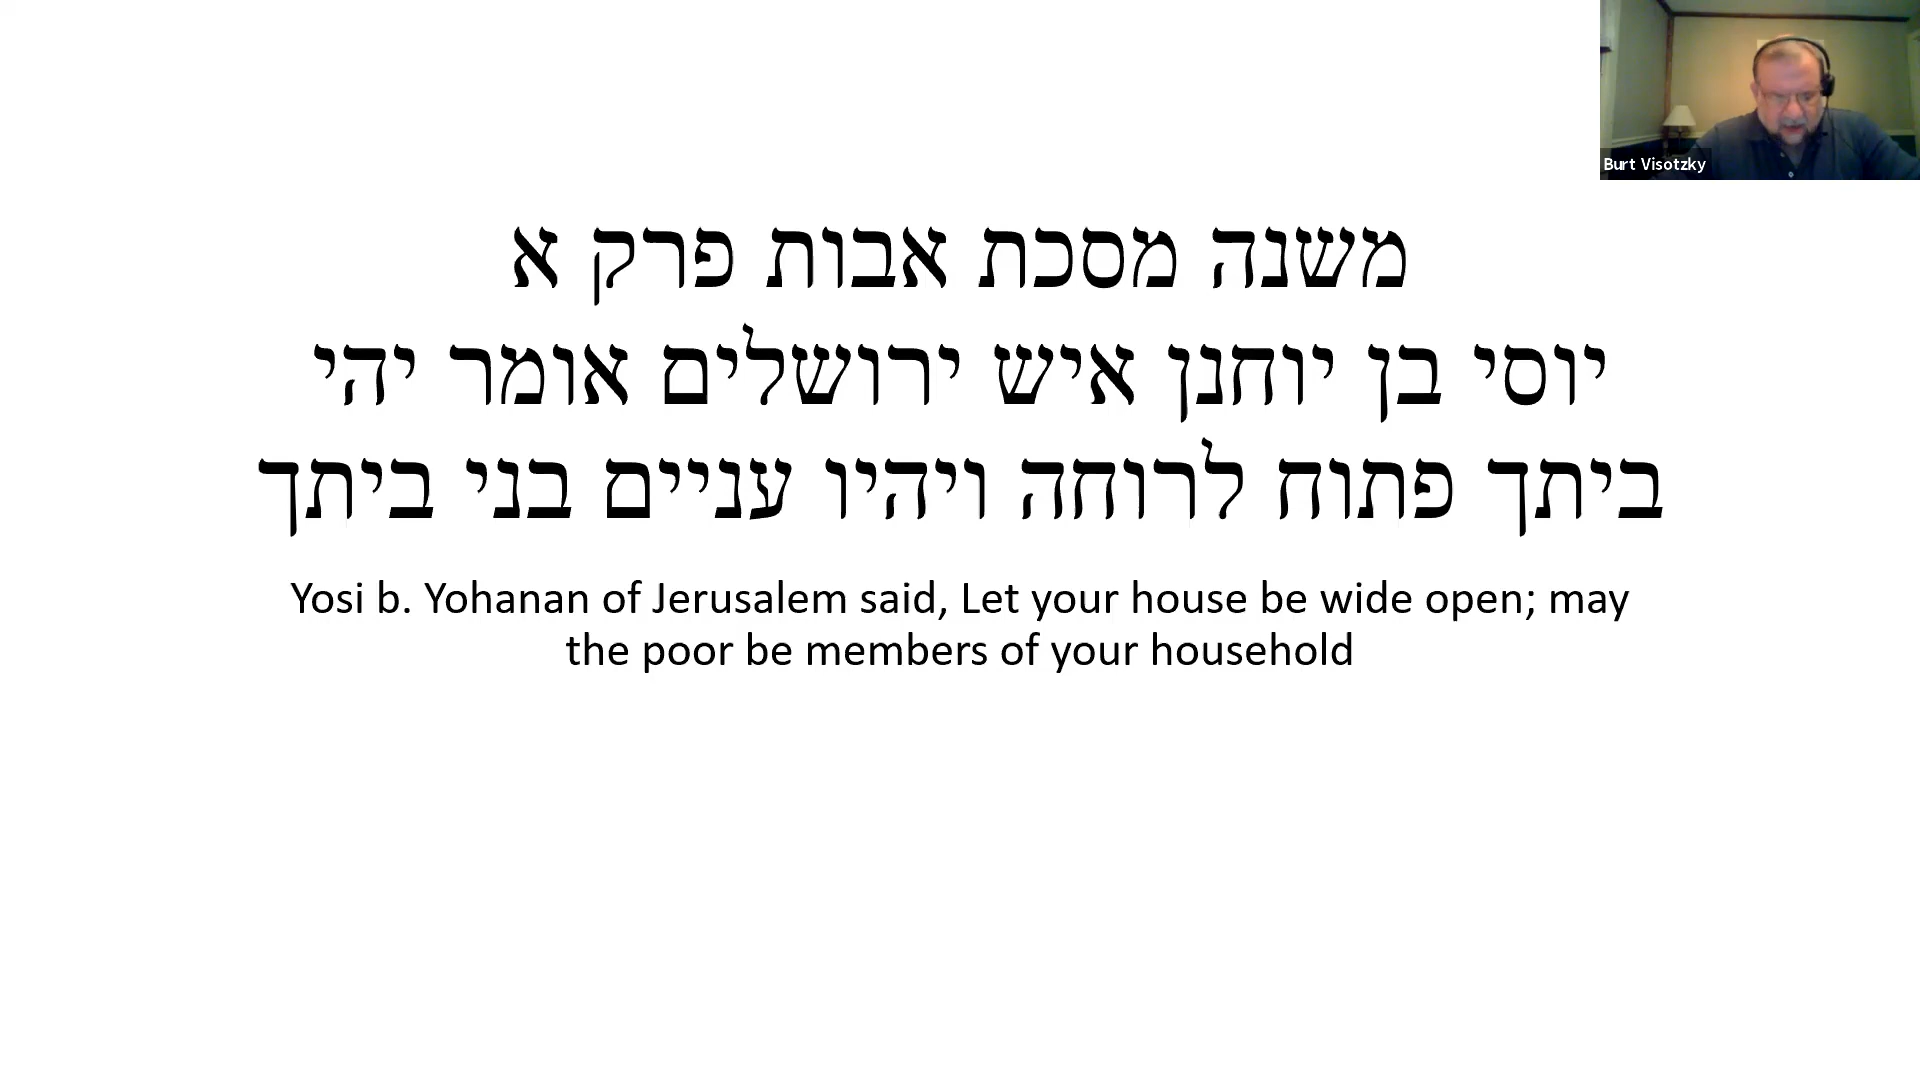 Burt Visotzky
משנה מסכת אבות פרק א
יוסי בן יוחנן איש ירושלים אומר יהי
ביתך פתוח לרוחה ויהיו עניים בני ביתך
Yosi b. Yohanan of Jerusalem said, Let your house be wide open; may
the poor be members of your household